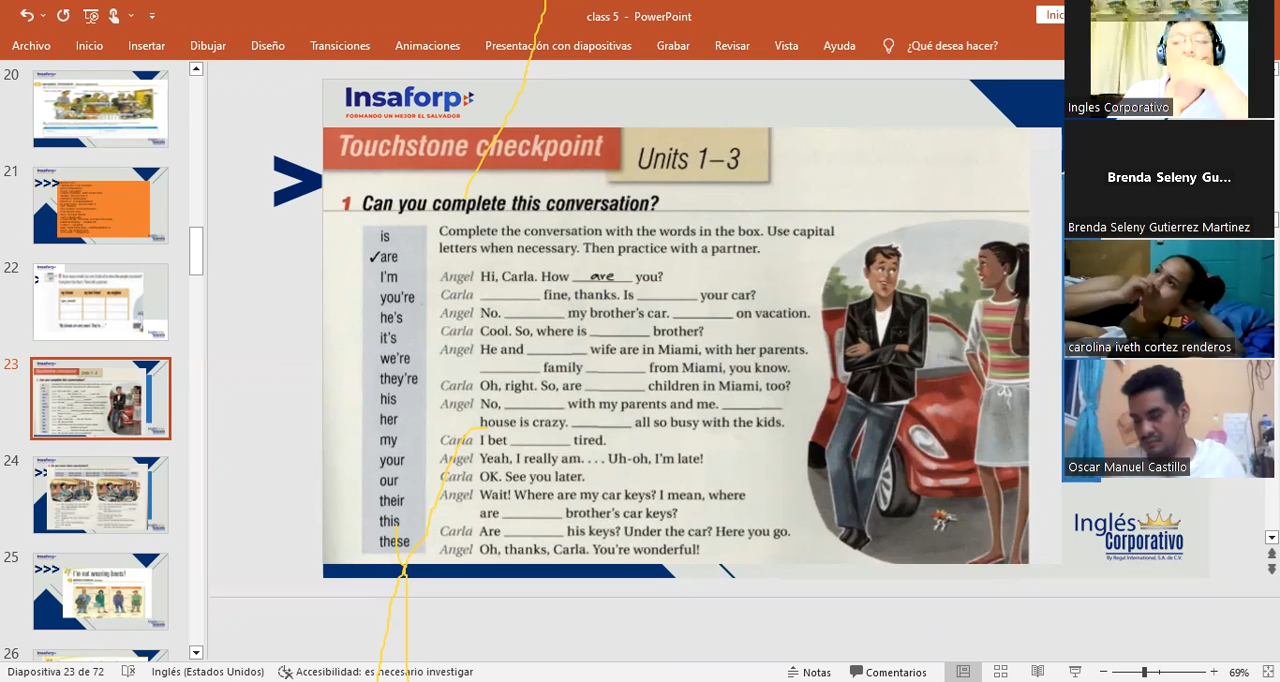 class 5 - PowerPoint
Inic
Archivo Inicio Insertar Dibujar Diseño Transiciones Animaciones Presentación con diapositivas Grabar Revisar Vista Ayuda ¿Qué desea hacer?
20
21
22
23
24
25
I'm not wearing boots!
26
Insaforp
FORMANDO UN MEJOR EL SALVADOR
Touchstone checkpoint Units 1–3
1 Can you complete this conversation?
Complete the conversation with the words in the box. Use capital
letters when necessary. Then practice with a partner.
is
✓are
I'm
you're
he's
it's
we're
they're
his
her
my
your
our
their
this
these
Angel Hi, Carla. How are you?
Carla ________ fine, thanks. Is ________ your car?
Angel No. ________ my brother's car. ________ on vacation.
Carla Cool. So, where is ________ brother?
Angel He and ________ wife are in Miami, with her parents.
________ family ________ from Miami, you know.
Carla Oh, right. So, are ________ children in Miami, too?
Angel No, ________ with my parents and me. ________
house is crazy. ________ all so busy with the kids.
Carla I bet ________ tired.
Angel Yeah, I really am. . . . Uh-oh, I'm late!
Carla OK. See you later.
Angel Wait! Where are my car keys? I mean, where
are ________ brother's car keys?
Carla Are ________ his keys? Under the car? Here you go.
Angel Oh, thanks, Carla. You're wonderful!
Inglés
Corporativo
By Regal International, S.A. de C.V.
Ingles Corporativo
Brenda Seleny Gu...
Brenda Seleny Gutierrez Martinez
carolina iveth cortez renderos
Oscar Manuel Castillo
Diapositiva 23 de 72 Inglés (Estados Unidos) Accesibilidad: es necesario investigar Notas Comentarios 69%